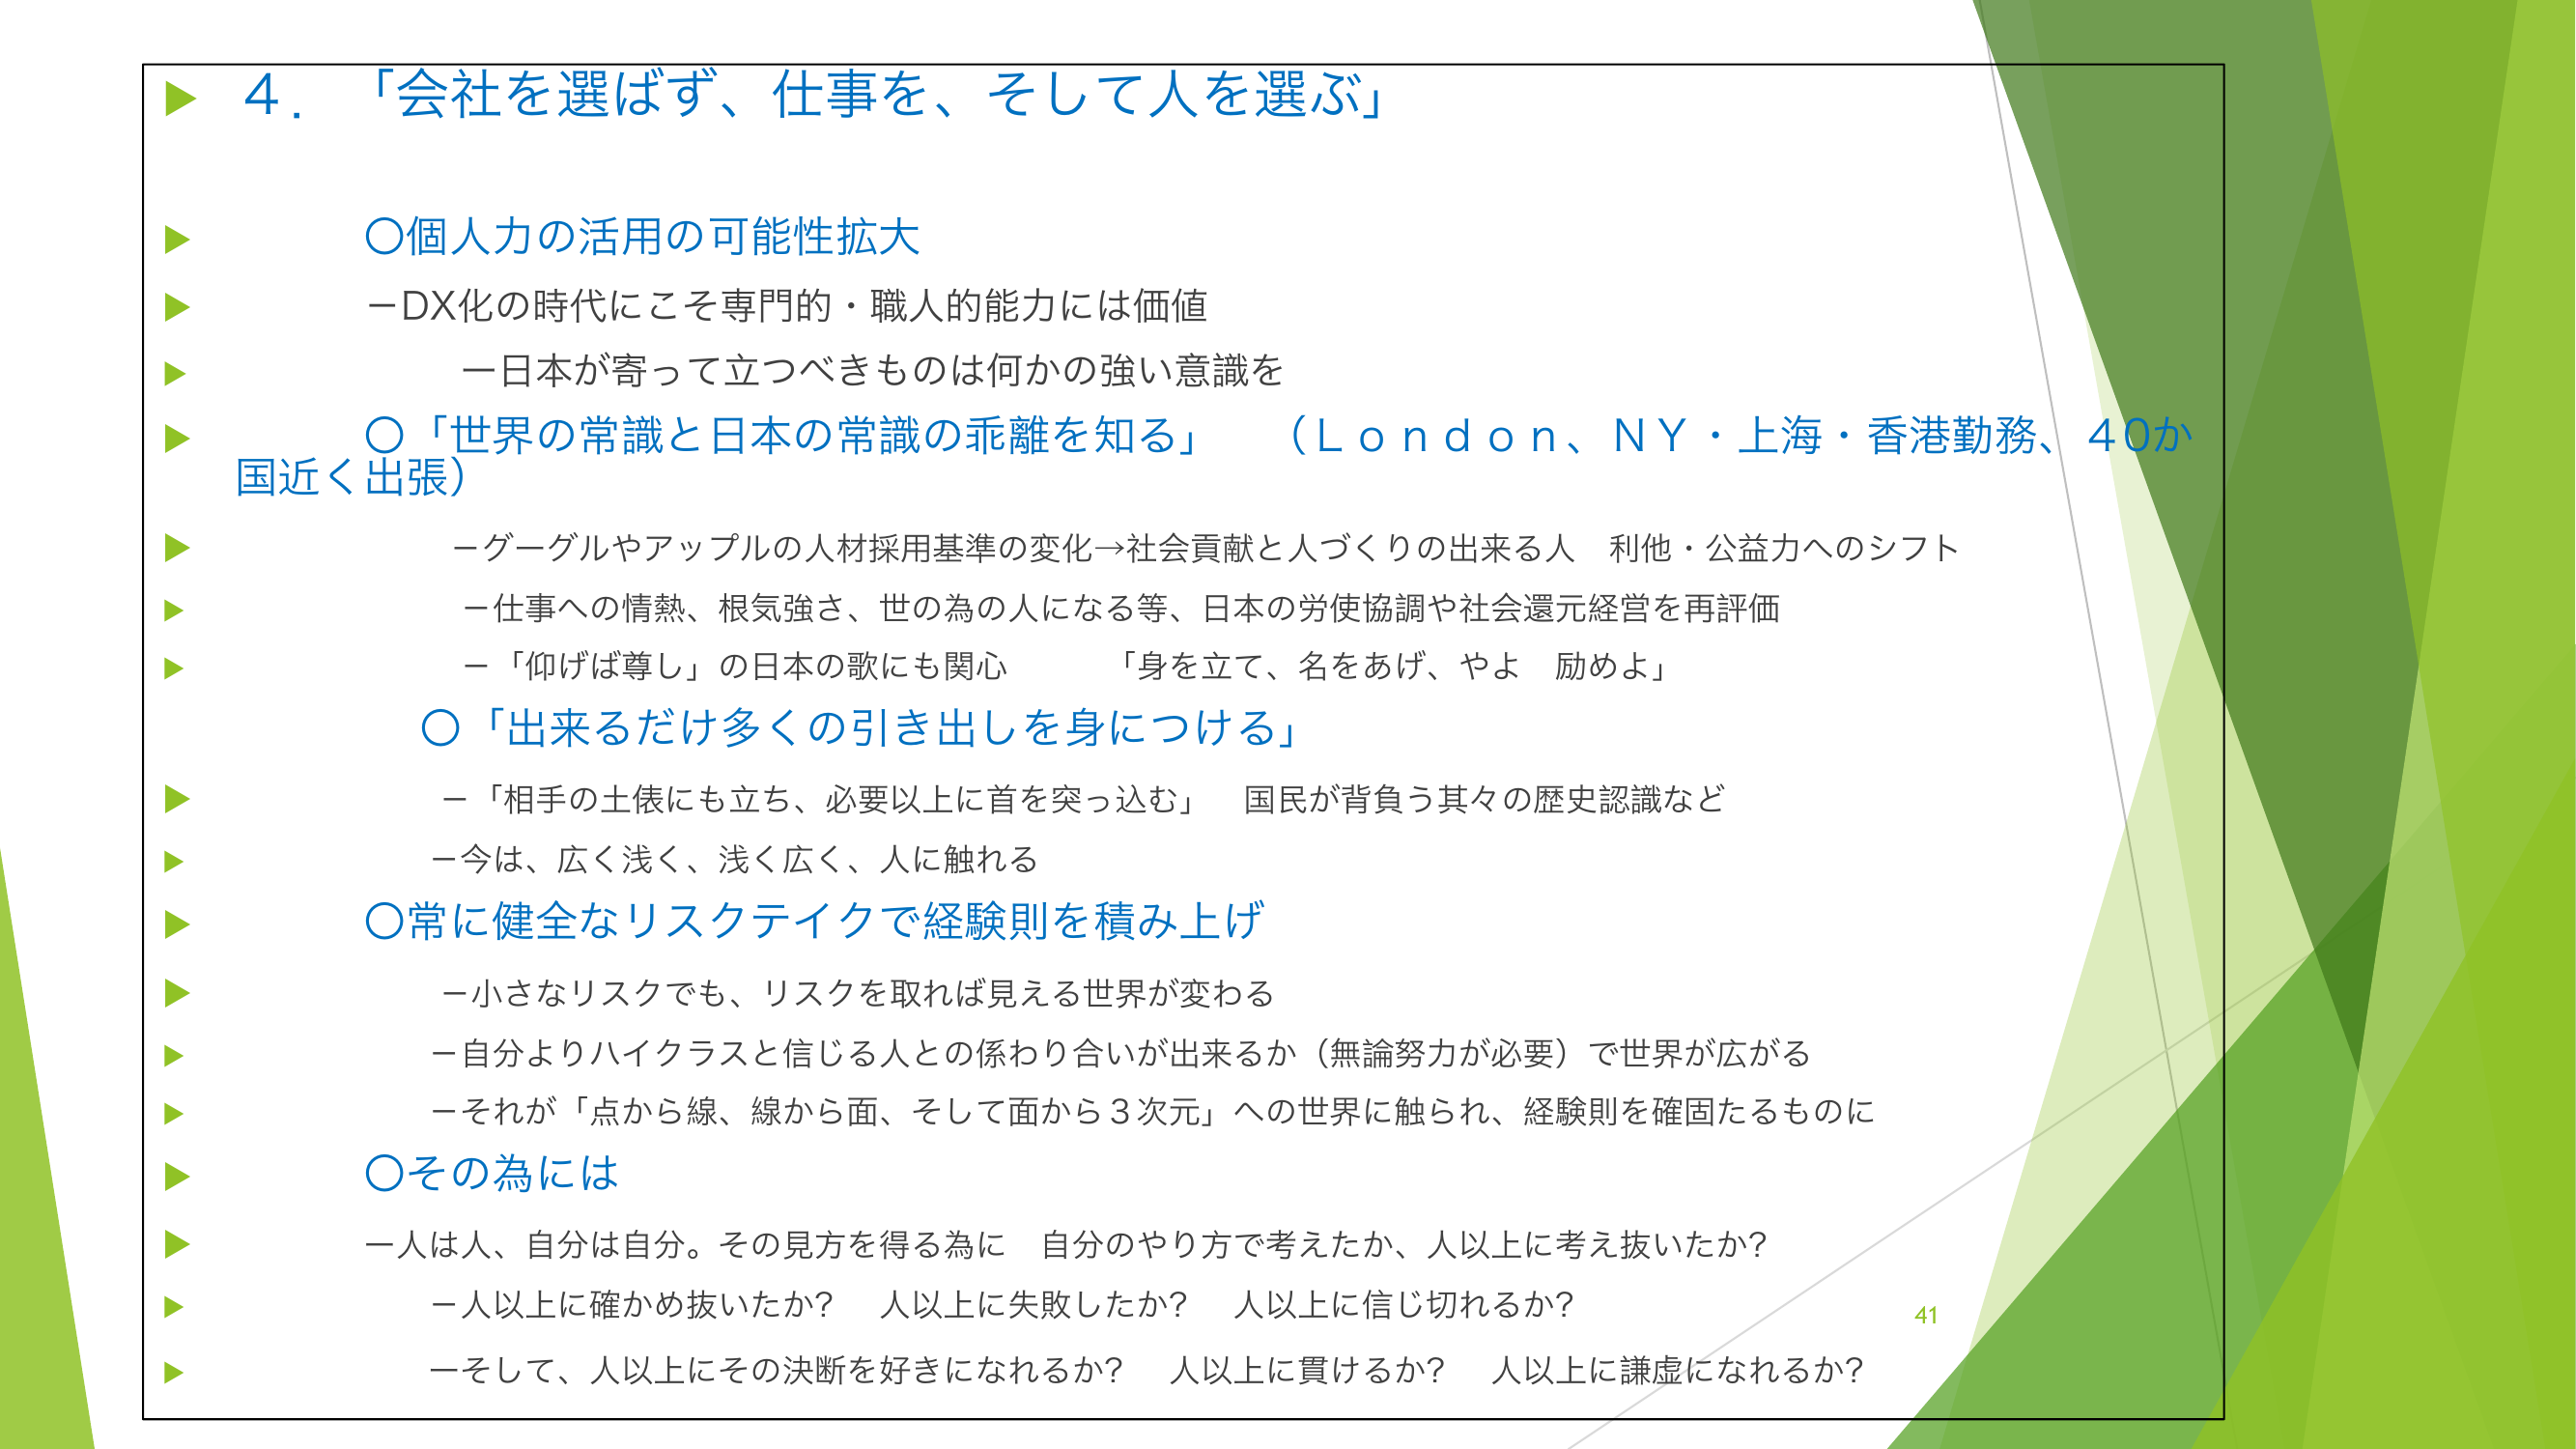 ４．　「会社を選ばず、仕事を、そして人を選ぶ」
〇個人力の活用の可能性拡大
－DX化の時代にこそ専門的・職人的能力には価値
ー日本が寄って立つべきものは何かの強い意識を
〇「世界の常識と日本の常識の乖離を知る」　（Ｌｏｎｄｏｎ、ＮＹ・上海・香港勤務、４０か
国近く出張）
－グーグルやアップルの人材採用基準の変化→社会貢献と人づくりの出来る人　利他・公益力へのシフト
－仕事への情熱、根気強さ、世の為の人になる等、日本の労使協調や社会還元経営を再評価
－「仰げば尊し」の日本の歌にも関心　　　「身を立て、名をあげ、やよ　励めよ」
〇「出来るだけ多くの引き出しを身につける」
－「相手の土俵にも立ち、必要以上に首を突っ込む」　国民が背負う其々の歴史認識など
－今は、広く浅く、浅く広く、人に触れる
〇常に健全なリスクテイクで経験則を積み上げ
－小さなリスクでも、リスクを取れば見える世界が変わる
－自分よりハイクラスと信じる人との係わり合いが出来るか（無論努力が必要）で世界が広がる
－それが「点から線、線から面、そして面から３次元」への世界に触られ、経験則を確固たるものに
〇その為には
ー人は人、自分は自分。その見方を得る為に　自分のやり方で考えたか、人以上に考え抜いたか?
－人以上に確かめ抜いたか?　人以上に失敗したか?　人以上に信じ切れるか?
41
ーそして、人以上にその決断を好きになれるか?　人以上に貫けるか?　人以上に謙虚になれるか?